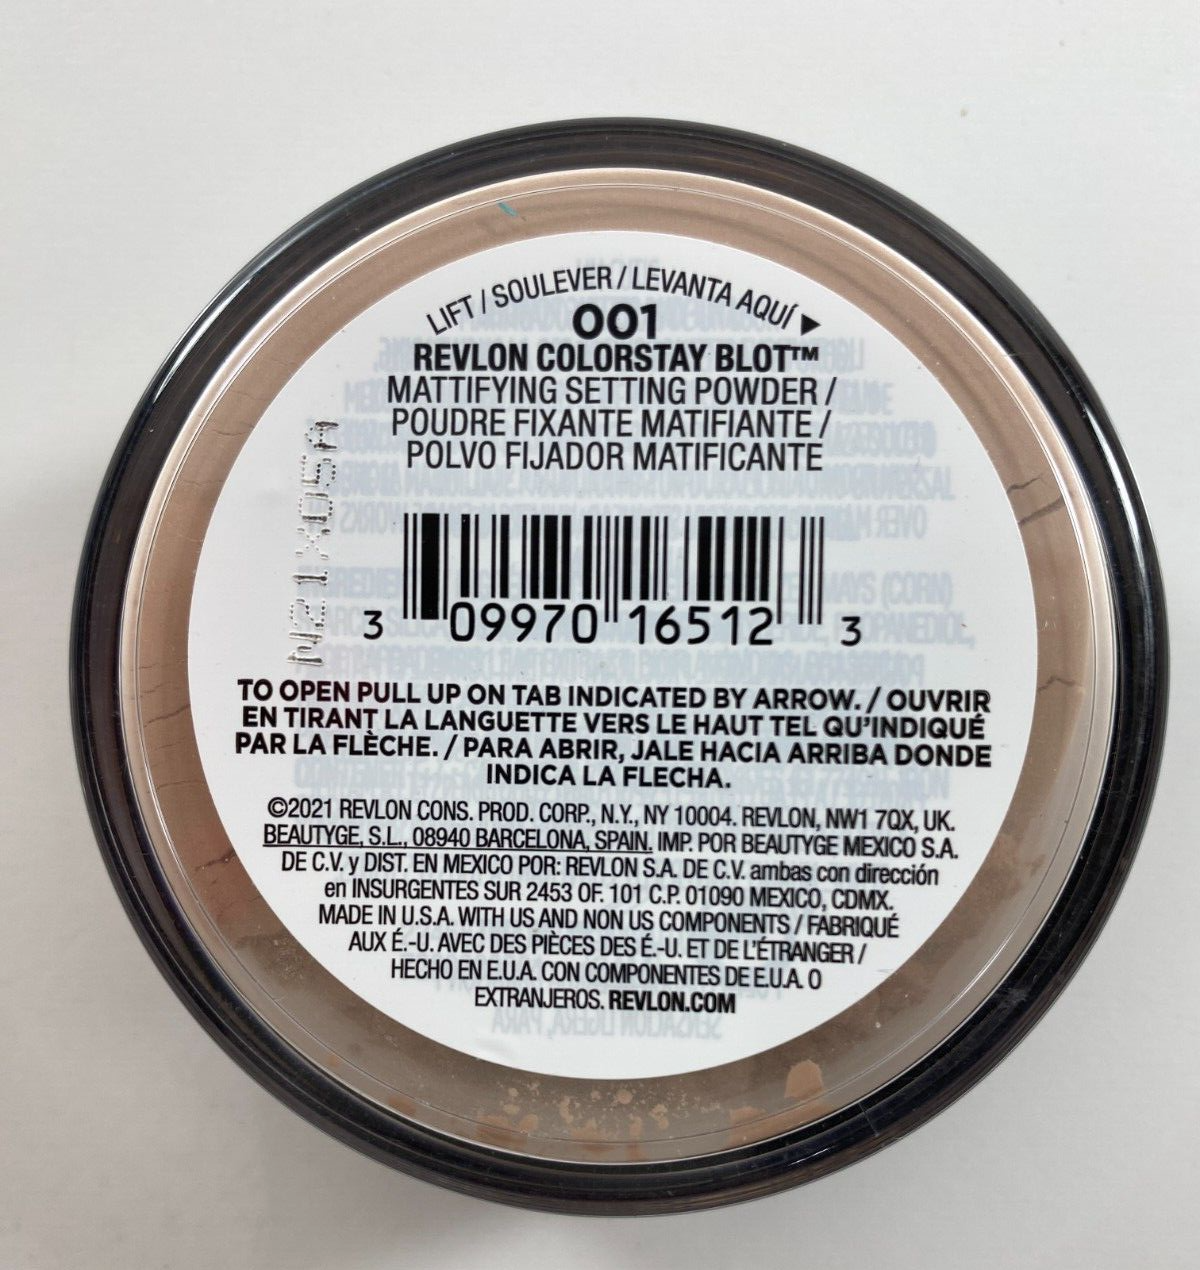 LIFT / SOULEVER / LEVANTA AQUÍ ▶
001
REVLON COLORSTAY BLOT™
MATTIFYING SETTING POWDER /
POUDRE FIXANTE MATIFIANTE /
POLVO FIJADOR MATIFICANTE
N21X05A
3 09970 16512 3
TO OPEN PULL UP ON TAB INDICATED BY ARROW. / OUVRIR
EN TIRANT LA LANGUETTE VERS LE HAUT TEL QU'INDIQUÉ
PAR LA FLÈCHE. / PARA ABRIR, JALE HACIA ARRIBA DONDE
INDICA LA FLECHA.
©2021 REVLON CONS. PROD. CORP., N.Y., NY 10004. REVLON, NW1 7QX, UK.
BEAUTYGE, S.L., 08940 BARCELONA, SPAIN. IMP. POR BEAUTYGE MEXICO S.A.
DE C.V. y DIST. EN MEXICO POR: REVLON S.A. DE C.V. ambas con dirección
en INSURGENTES SUR 2453 OF. 101 C.P. 01090 MEXICO, CDMX.
MADE IN U.S.A. WITH US AND NON US COMPONENTS / FABRIQUÉ
AUX É.-U. AVEC DES PIÈCES DES É.-U. ET DE L'ÉTRANGER /
HECHO EN E.U.A. CON COMPONENTES DE E.U.A. O
EXTRANJEROS. REVLON.COM